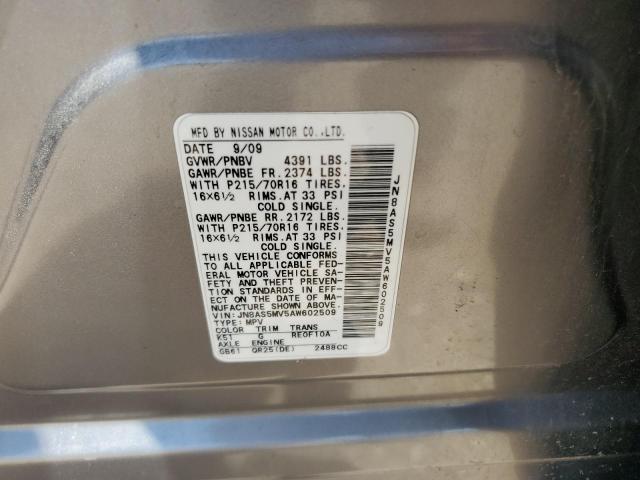 MFD BY NISSAN MOTOR CO.,LTD.
DATE 9/09
GVWR/PNBV 4391 LBS.
GAWR/PNBE FR. 2374 LBS.
WITH P215/70R16 TIRES.
16X6½ RIMS.AT 33 PSI
COLD SINGLE.
GAWR/PNBE RR. 2172 LBS.
WITH P215/70R16 TIRES.
16X6½ RIMS.AT 33 PSI
COLD SINGLE.
THIS VEHICLE CONFORMS
TO ALL APPLICABLE FED-
ERAL MOTOR VEHICLE SA-
FETY AND THEFT PREVEN-
TION STANDARDS IN EFF-
ECT ON THE DATE OF MA-
NUFACTURE SHOWN ABOVE.
VIN:JN8AS5MV5AW602509
TYPE:MPV
COLOR TRIM TRANS
K51 G RE0F10A
AXLE ENGINE
GB61 QR25(DE) 2488CC
JN8AS5MV5AW602509